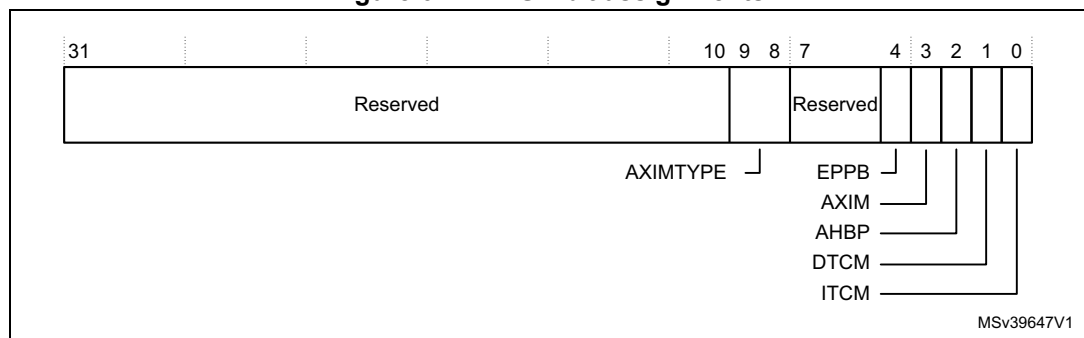 31 10 9 8 7 4 3 2 1 0
Reserved Reserved
AXIMTYPE EPPB
AXIM
AHBP
DTCM
ITCM
MSv39647V1